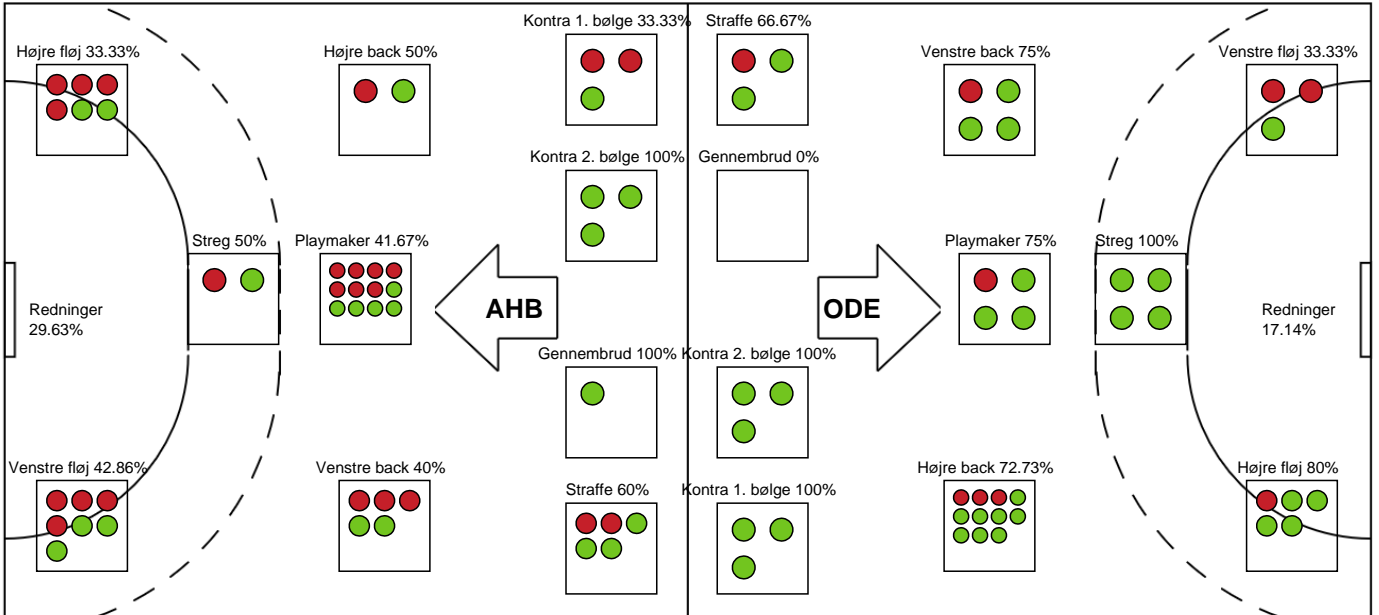 Kontra 1. bølge 33.33%
Straffe 66.67%
Højre fløj 33.33%
Højre back 50%
Venstre back 75%
Venstre fløj 33.33%
Kontra 2. bølge 100%
Gennembrud 0%
Streg 50%
Playmaker 41.67%
Playmaker 75%
Streg 100%
Redninger
29.63%
AHB
ODE
Redninger
17.14%
Gennembrud 100%
Kontra 2. bølge 100%
Venstre fløj 42.86%
Venstre back 40%
Højre back 72.73%
Højre fløj 80%
Straffe 60%
Kontra 1. bølge 100%